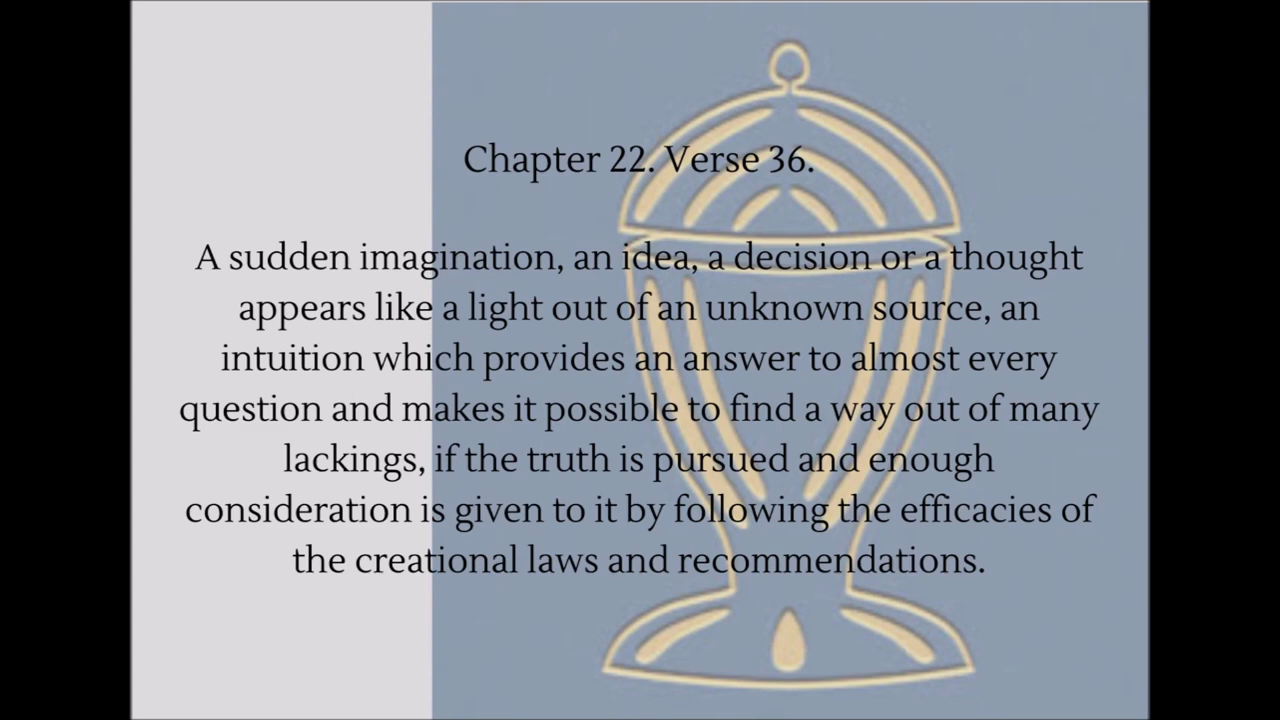 Chapter 22. Verse 36.
A sudden imagination, an idea, a decision or a thought
appears like a light out of an unknown source, an
intuition which provides an answer to almost every
question and makes it possible to find a way out of many
lackings, if the truth is pursued and enough
consideration is given to it by following the efficacies of
the creational laws and recommendations.